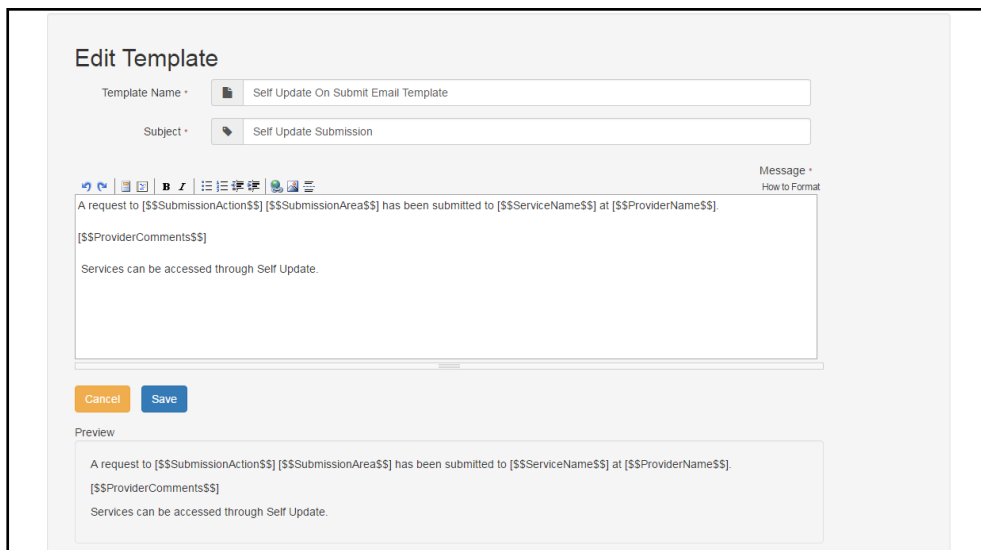 Edit Template
Template Name *
Self Update On Submit Email Template
Subject *
Self Update Submission
Message *
B I
How to Format
A request to [$$SubmissionAction$$] [$$SubmissionArea$$] has been submitted to [$$ServiceName$$] at [$$ProviderName$$].
[$$ProviderComments$$]
Services can be accessed through Self Update.
Cancel Save
Preview
A request to [$$SubmissionAction$$] [$$SubmissionArea$$] has been submitted to [$$ServiceName$$] at [$$ProviderName$$].
[$$ProviderComments$$]
Services can be accessed through Self Update.